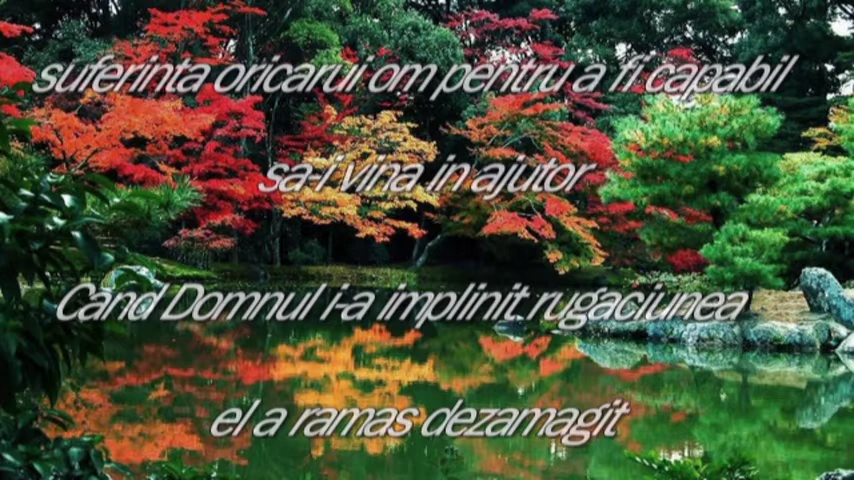 suferinta oricarui om pentru a fi capabil
sa-i vina in ajutor
Cand Domnul i-a implinit rugaciunea
el a ramas dezamagit